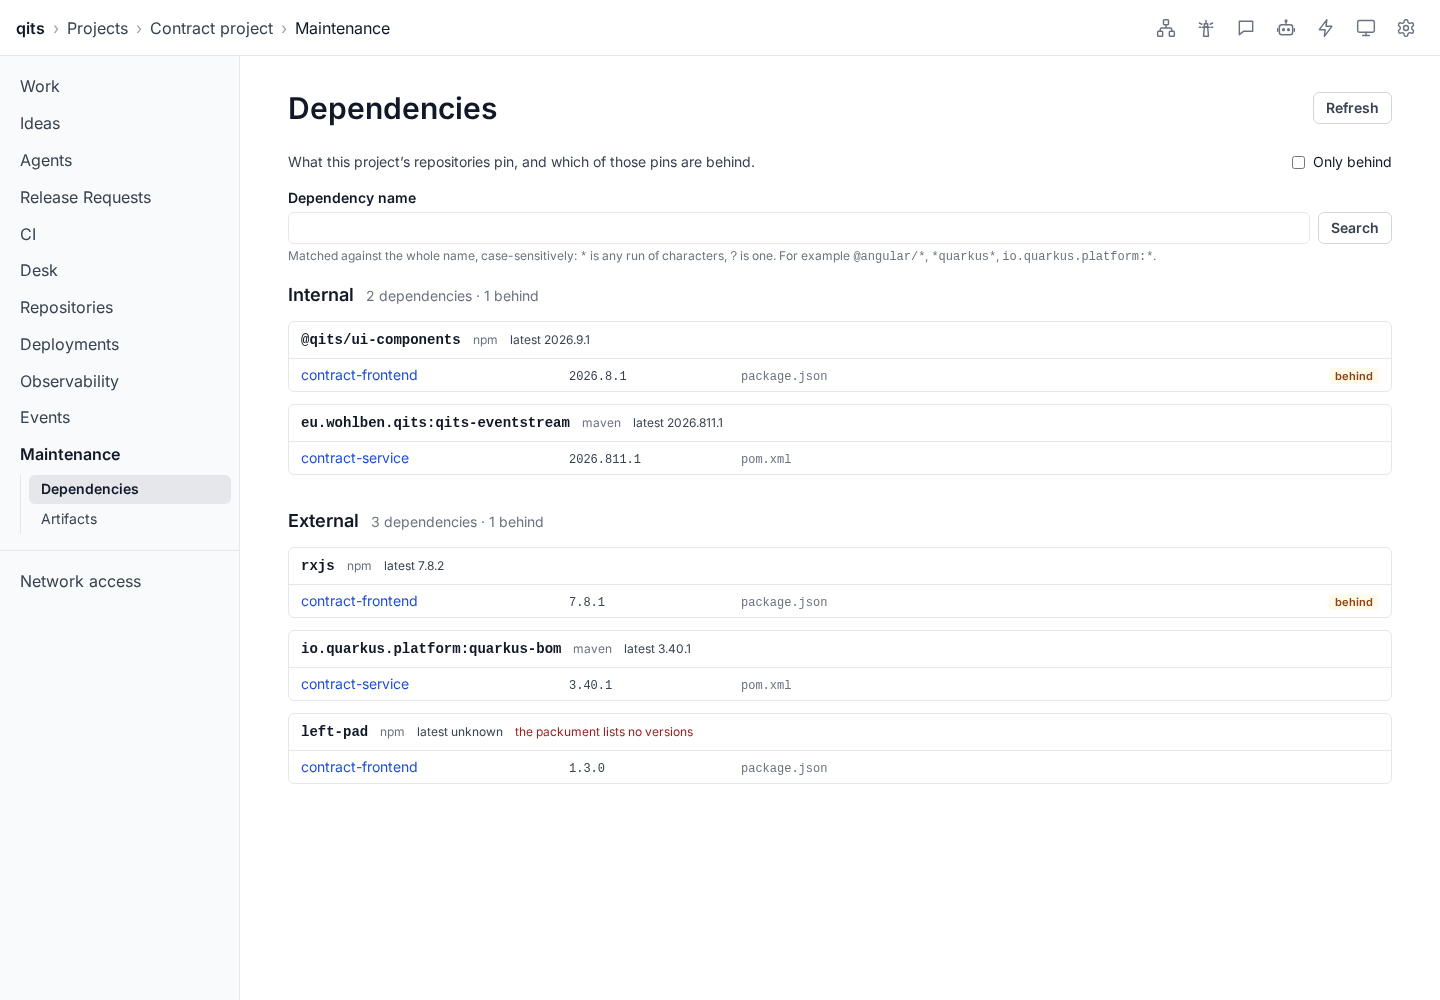 qits › Projects › Contract project › Maintenance
Work
Ideas
Agents
Release Requests
CI
Desk
Repositories
Deployments
Observability
Events
Maintenance
Dependencies
Artifacts
Network access
Dependencies
Refresh
What this project’s repositories pin, and which of those pins are behind.
Only behind
Dependency name
Search
Matched against the whole name, case-sensitively: * is any run of characters, ? is one. For example @angular/*, *quarkus*, io.quarkus.platform:*.
Internal 2 dependencies · 1 behind
@qits/ui-components npm latest 2026.9.1
contract-frontend 2026.8.1 package.json behind
eu.wohlben.qits:qits-eventstream maven latest 2026.811.1
contract-service 2026.811.1 pom.xml
External 3 dependencies · 1 behind
rxjs npm latest 7.8.2
contract-frontend 7.8.1 package.json behind
io.quarkus.platform:quarkus-bom maven latest 3.40.1
contract-service 3.40.1 pom.xml
left-pad npm latest unknown the packument lists no versions
contract-frontend 1.3.0 package.json